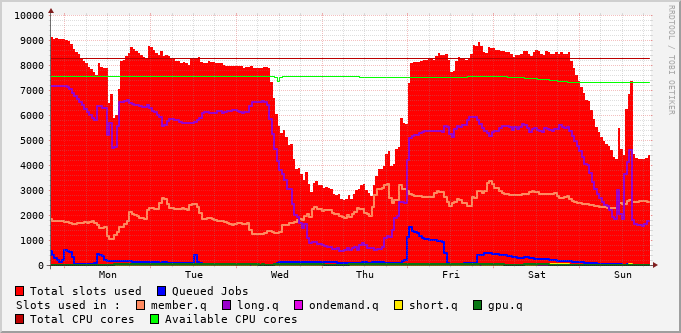 10000
9000
8000
7000
6000
5000
4000
3000
2000
1000
0
Mon Tue Wed Thu Fri Sat Sun
RRDTOOL / TOBI OETIKER
Total slots used Queued Jobs
Slots used in : member.q long.q ondemand.q short.q gpu.q
Total CPU cores Available CPU cores